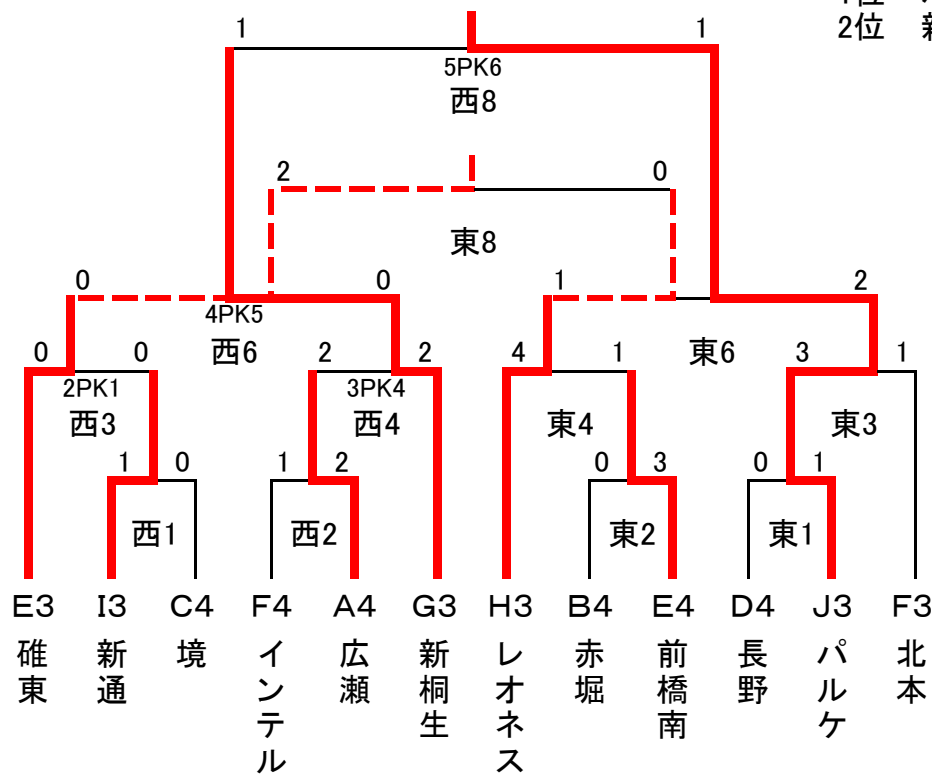 1位
2位 新
1 1
5PK6
西8
2 0
東8
0 0 1 2
4PK5
西6 東6
0 0 2 2 4 1 3 1
2PK1 3PK4
西3 西4 東4 東3
1 0 1 2 0 3 0 1
西1 西2 東2 東1
E3 I3 C4 F4 A4 G3 H3 B4 E4 D4 J3 F3
碓東 新通 境 インテル 広瀬 新桐生 レオネス 赤堀 前橋南 長野 パルケ 北本